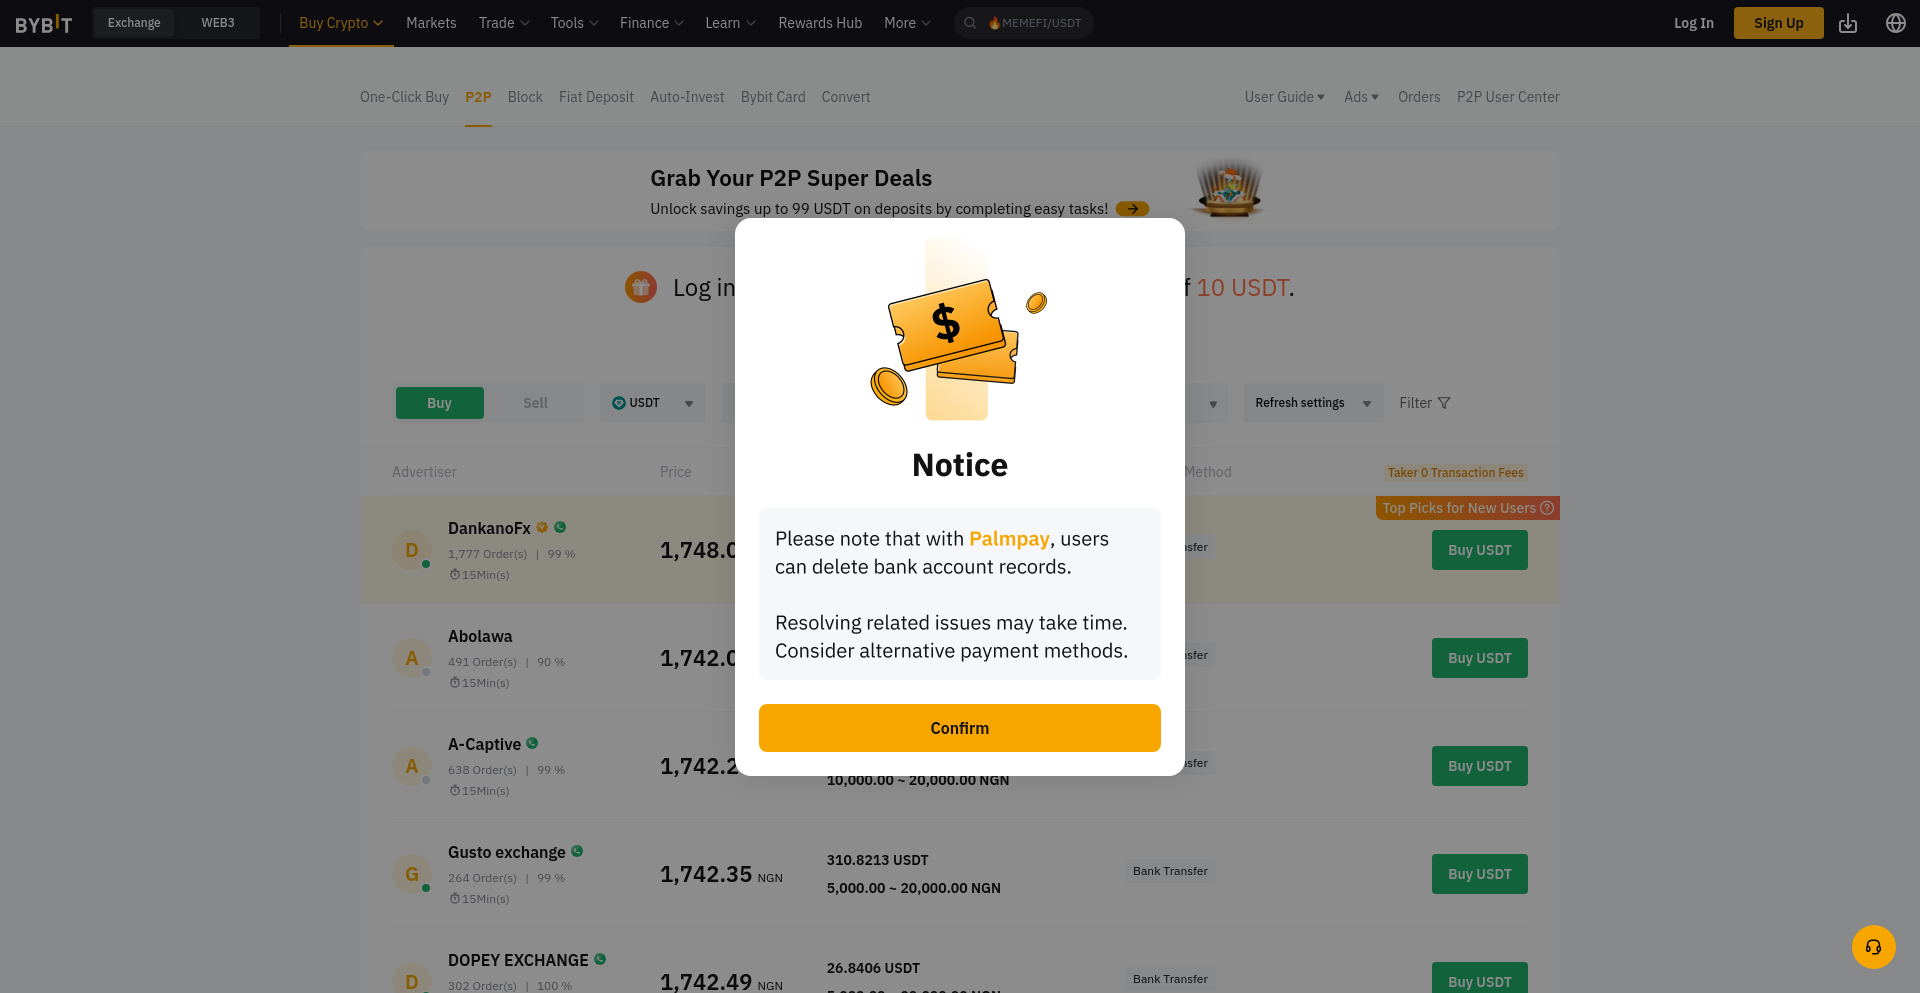 BYBIT
Exchange
WEB3
Buy Crypto
Markets
Trade
Tools
Finance
Learn
Rewards Hub
More
MEMEFI/USDT
Log In
Sign Up
One-Click Buy
P2P
Block
Fiat Deposit
Auto-Invest
Bybit Card
Convert
User Guide
Ads
Orders
P2P User Center
Grab Your P2P Super Deals
Unlock savings up to 99 USDT on deposits by completing easy tasks!
Log in
10 USDT.
Buy
Sell
USDT
Refresh settings
Filter
Advertiser
Price
Method
Taker 0 Transaction Fees
Top Picks for New Users
D
DankanoFx
1,777 Order(s) | 99 %
15Min(s)
1,748.0
Buy USDT
A
Abolawa
491 Order(s) | 90 %
15Min(s)
1,742.0
Buy USDT
A
A-Captive
638 Order(s) | 99 %
15Min(s)
1,742.2
10,000.00 ~ 20,000.00 NGN
Buy USDT
G
Gusto exchange
264 Order(s) | 99 %
15Min(s)
1,742.35 NGN
310.8213 USDT
5,000.00 ~ 20,000.00 NGN
Bank Transfer
Buy USDT
D
DOPEY EXCHANGE
302 Order(s) | 100 %
1,742.49 NGN
26.8406 USDT
Bank Transfer
Buy USDT
$
Notice
Please note that with Palmpay, users
can delete bank account records.
Resolving related issues may take time.
Consider alternative payment methods.
Confirm